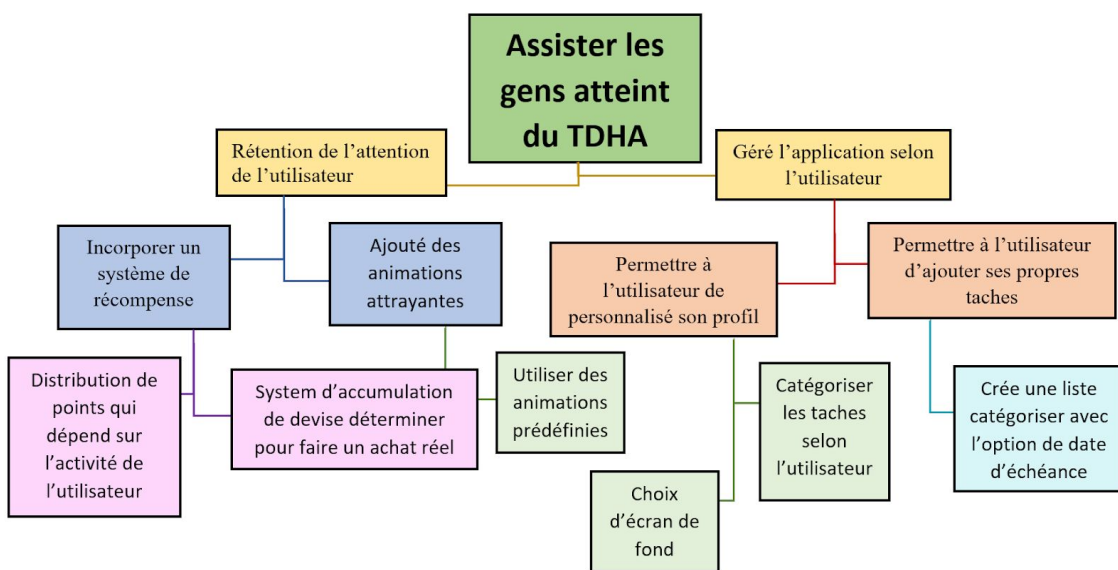 Assister les
gens atteint
du TDHA
Rétention de l’attention
de l’utilisateur
Géré l’application selon
l’utilisateur
Incorporer un
système de
récompense
Ajouté des
animations
attrayantes
Permettre à
l’utilisateur de
personnalisé son profil
Permettre à l’utilisateur
d’ajouter ses propres
taches
Distribution de
points qui
dépend sur
l’activité de
l’utilisateur
System d’accumulation
de devise déterminer
pour faire un achat réel
Utiliser des
animations
prédéfinies
Choix
d’écran de
fond
Catégoriser
les taches
selon
l’utilisateur
Crée une liste
catégoriser avec
l’option de date
d’échéance